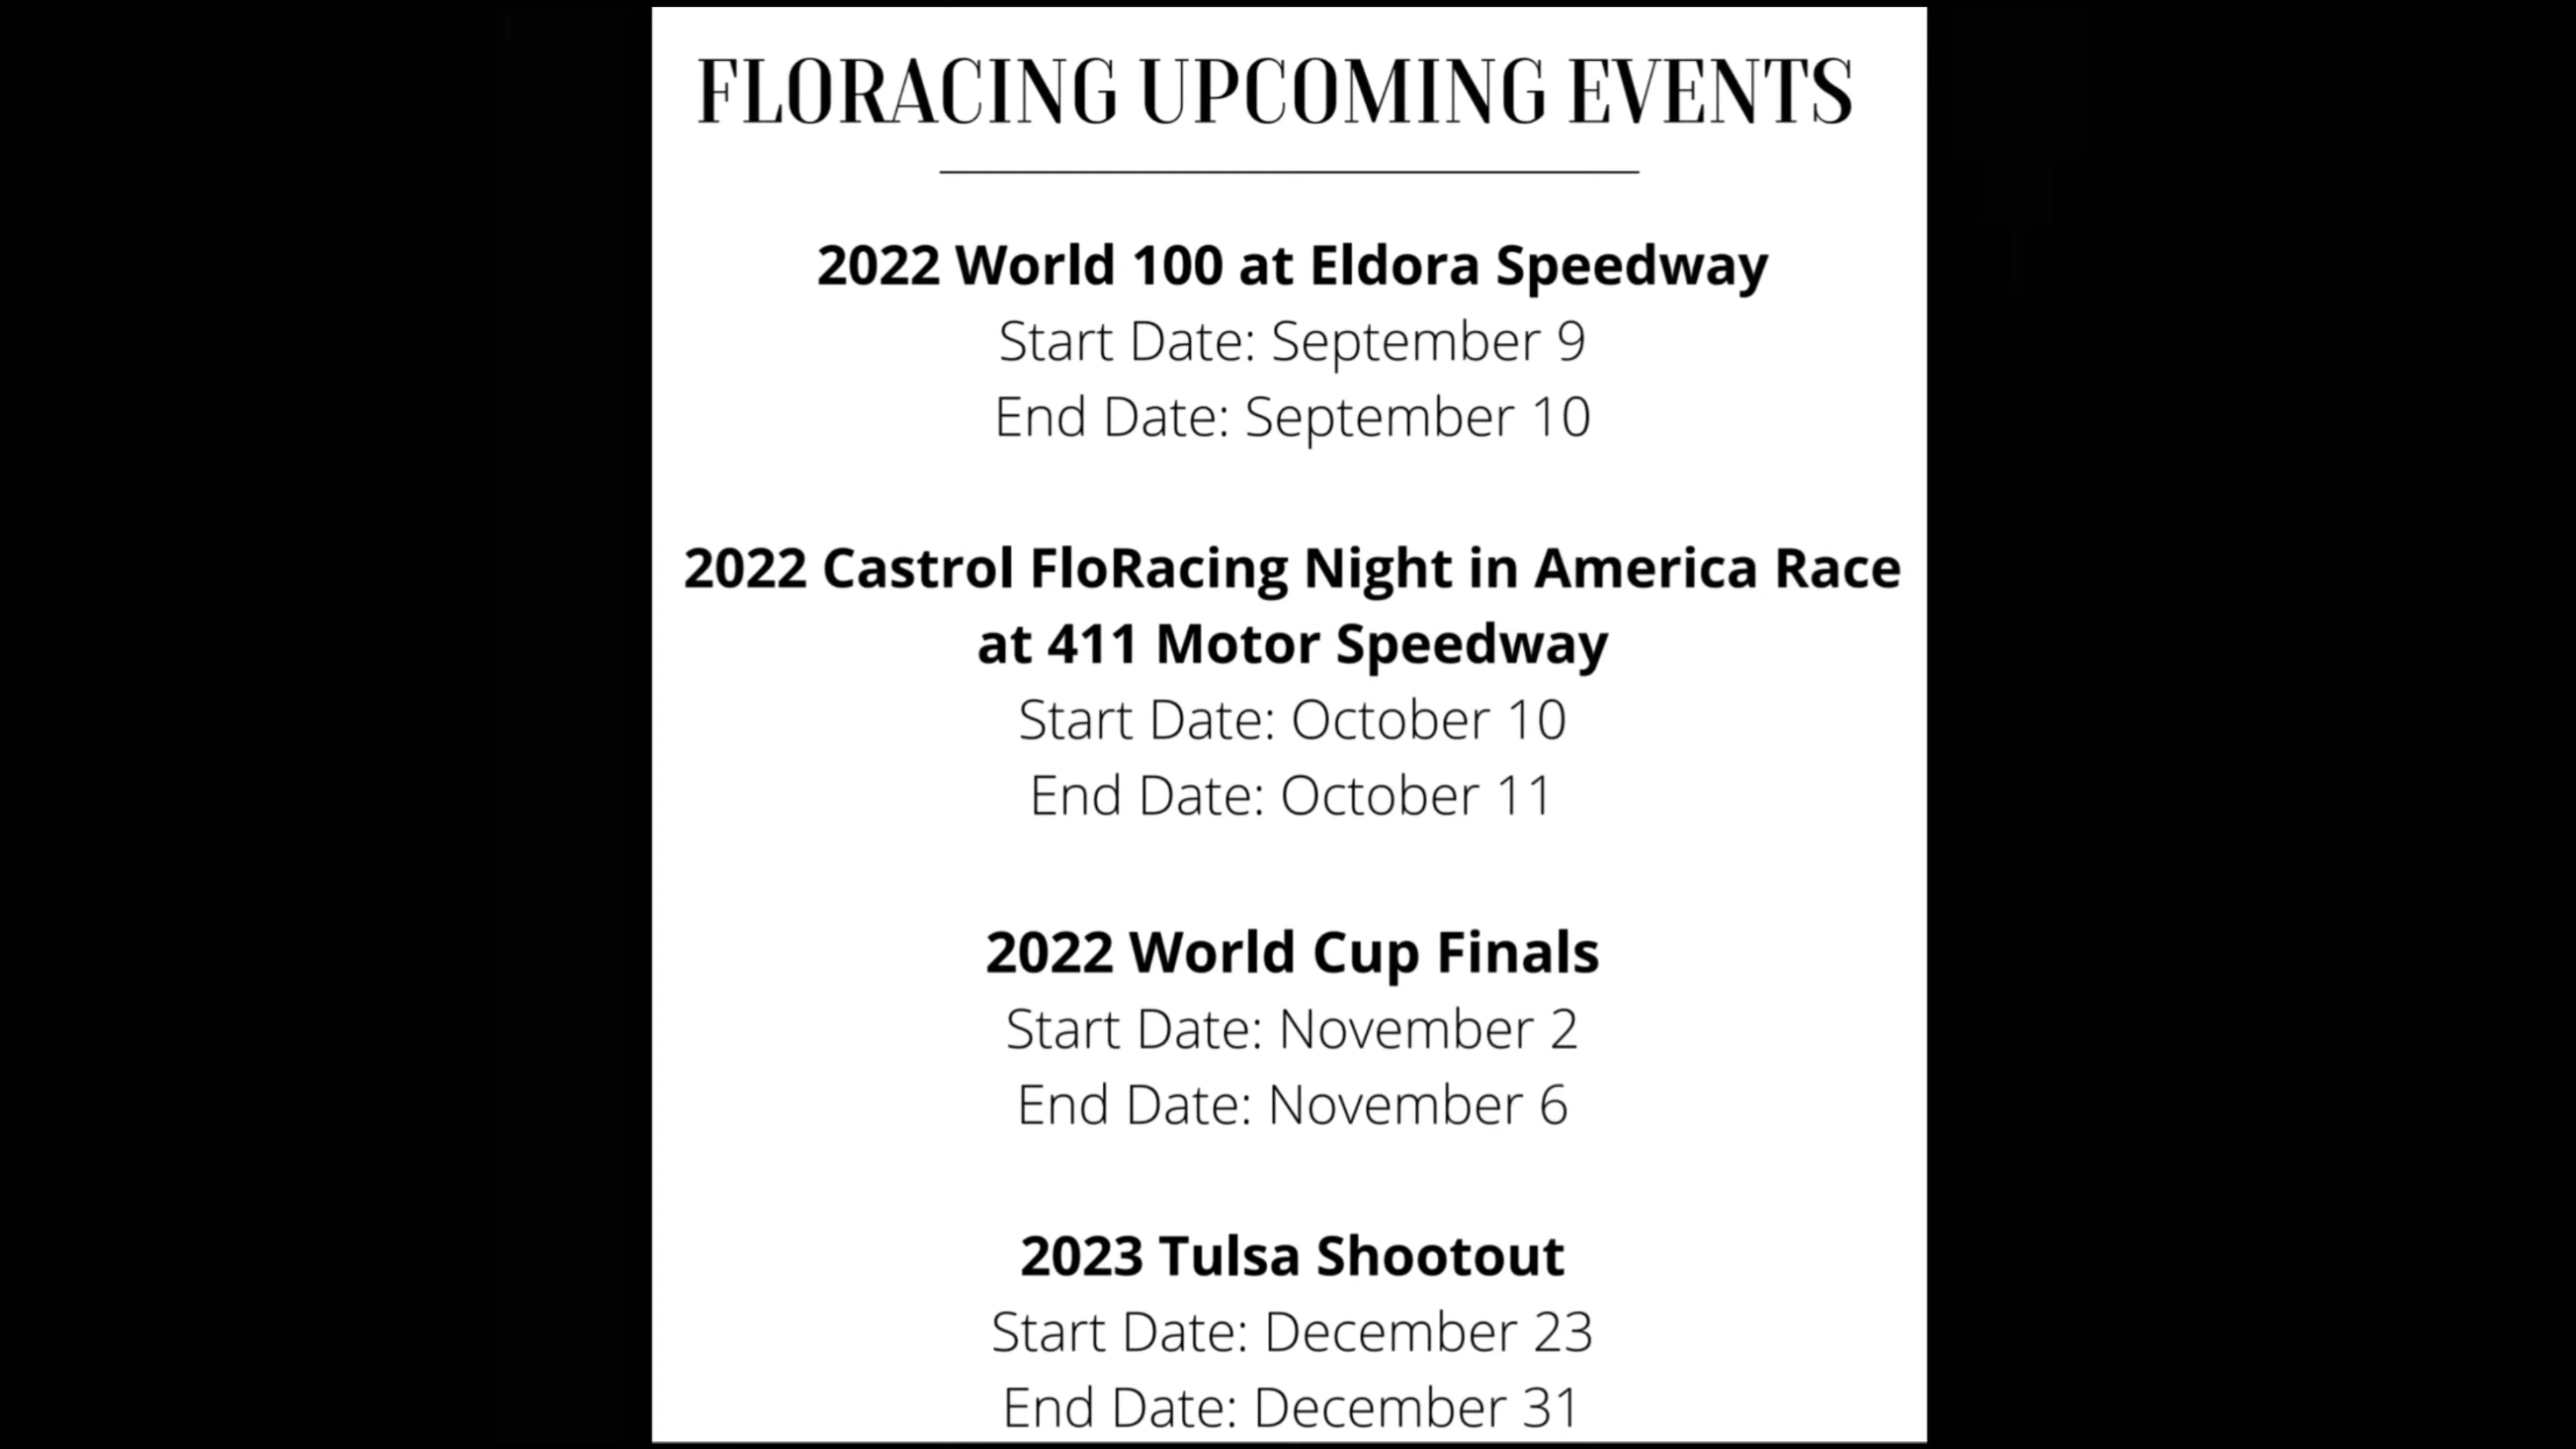 FLORACING UPCOMING EVENTS
2022 World 100 at Eldora Speedway
Start Date: September 9
End Date: September 10
2022 Castrol FloRacing Night in America Race
at 411 Motor Speedway
Start Date: October 10
End Date: October 11
2022 World Cup Finals
Start Date: November 2
End Date: November 6
2023 Tulsa Shootout
Start Date: December 23
End Date: December 31